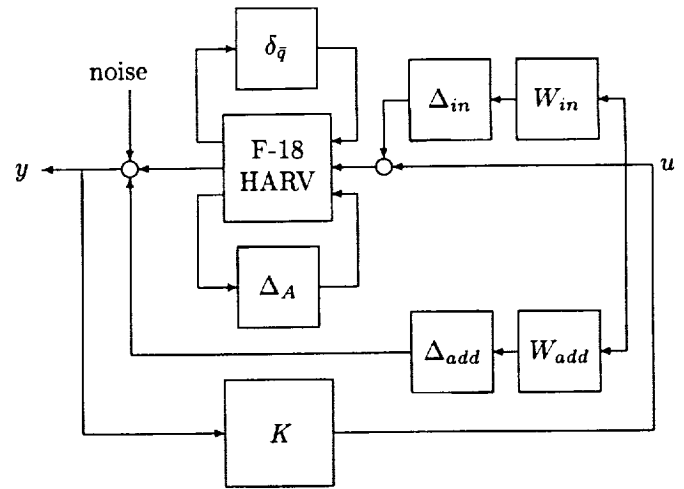 δ_q̄
noise
Δ_in
W_in
F-18
HARV
y
u
Δ_A
Δ_add
W_add
K